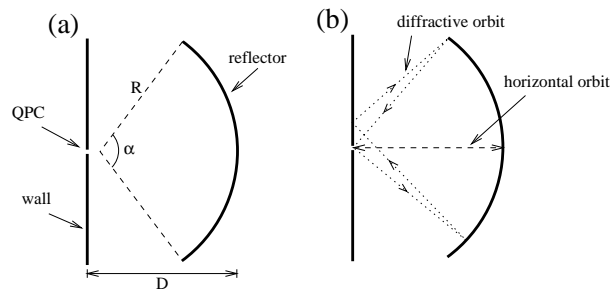 (a)
reflector
R
QPC
α
wall
D
(b)
diffractive orbit
horizontal orbit